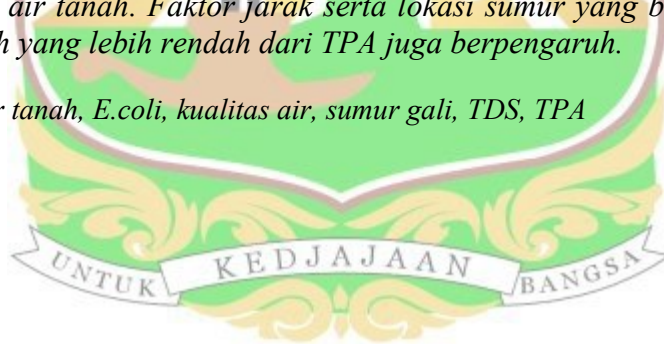 air tanah. Faktor jarak serta lokasi sumur yang b
h yang lebih rendah dari TPA juga berpengaruh.
r tanah, E.coli, kualitas air, sumur gali, TDS, TPA
UNTUK KEDJAJAAN BANGSA